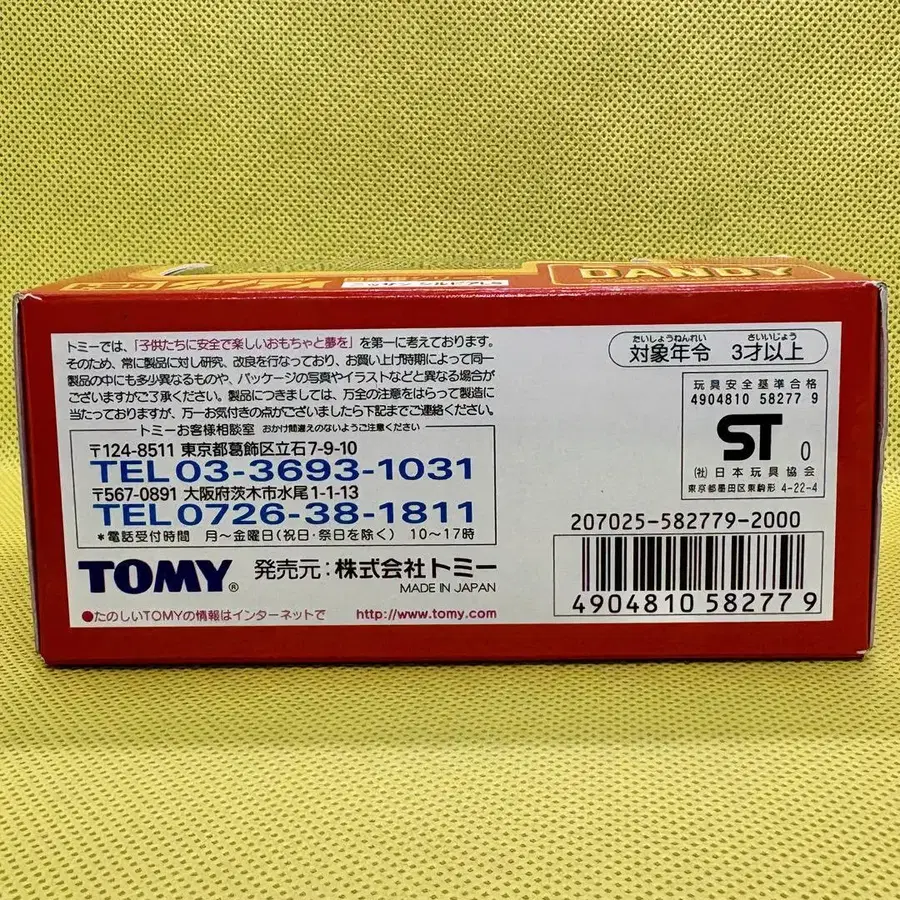 DANDY
トミカ
ダンディ
トミーでは、「子供たちに安全で楽しいおもちゃと夢を」を第一に考えております。
そのため、常に製品に対し研究、改良を行なっており、お買い上げ時期によって同一
製品の中にも多少異なるものや、パッケージの写真やイラストなどと異なる場合が
ございますがご了承ください。製品につきましては、万全の注意をはらって製造に
当たっておりますが、万一お気付きの点がございましたら下記までご連絡ください。
トミーお客様相談室 おかけ間違えのないようご注意ください
〒124-8511 東京都葛飾区立石7-9-10
TEL03-3693-1031
〒567-0891 大阪府茨木市水尾1-1-13
TEL0726-38-1811
*電話受付時間 月〜金曜日(祝日・祭日を除く) 10〜17時
TOMY® 発売元:株式会社トミー
MADE IN JAPAN
●たのしいTOMYの情報はインターネットで http://www.tomy.com
たいしょうねんれい さいいじょう
対象年令 3才以上
玩具安全基準合格
4904810 58277 9
ST 0
(社)日本玩具協会
東京都墨田区東駒形 4-22-4
207025-582779-2000
4904810 582779